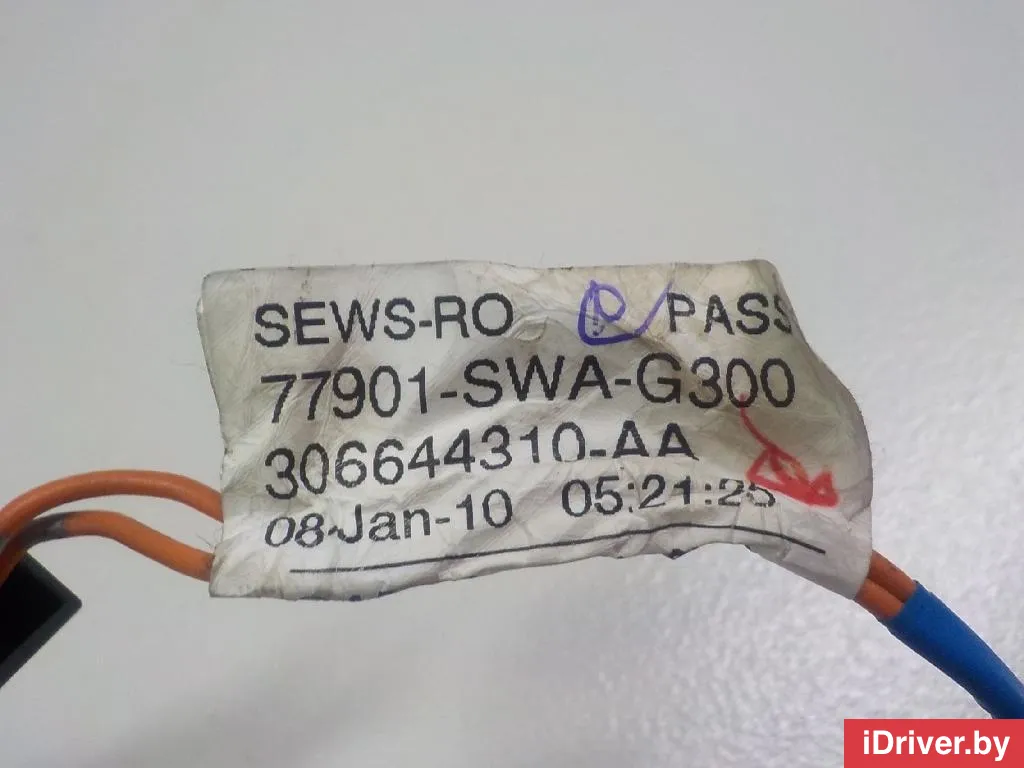 SEWS-RO PASS
77901-SWA-G300
306644310-AA
08-Jan-10 05:21:25
iDriver.by